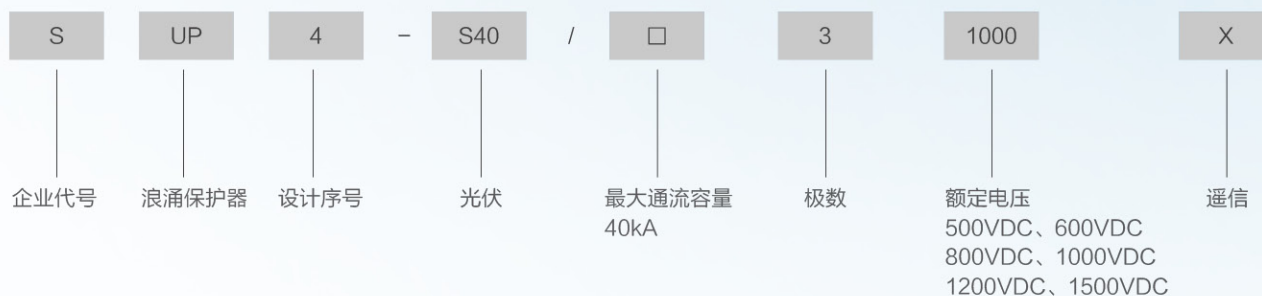 S UP 4 - S40 / □ 3 1000 X
企业代号 浪涌保护器 设计序号 光伏 最大通流容量 极数 额定电压 遥信
40kA 500VDC、600VDC
800VDC、1000VDC
1200VDC、1500VDC